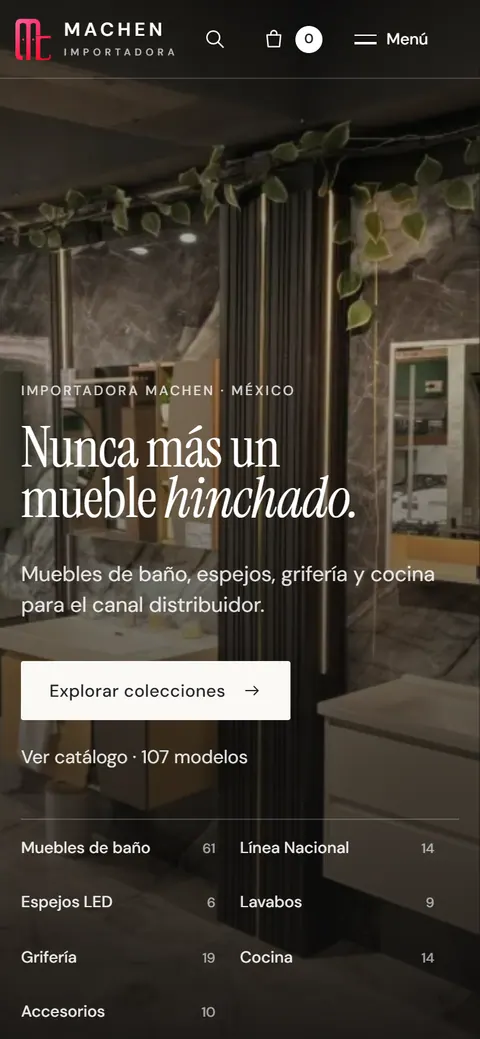 MACHEN
IMPORTADORA
0
Menú
IMPORTADORA MACHEN · MÉXICO
Nunca más un
mueble hinchado.
Muebles de baño, espejos, grifería y cocina
para el canal distribuidor.
Explorar colecciones →
Ver catálogo · 107 modelos
Muebles de baño 61
Línea Nacional 14
Espejos LED 6
Lavabos 9
Grifería 19
Cocina 14
Accesorios 10